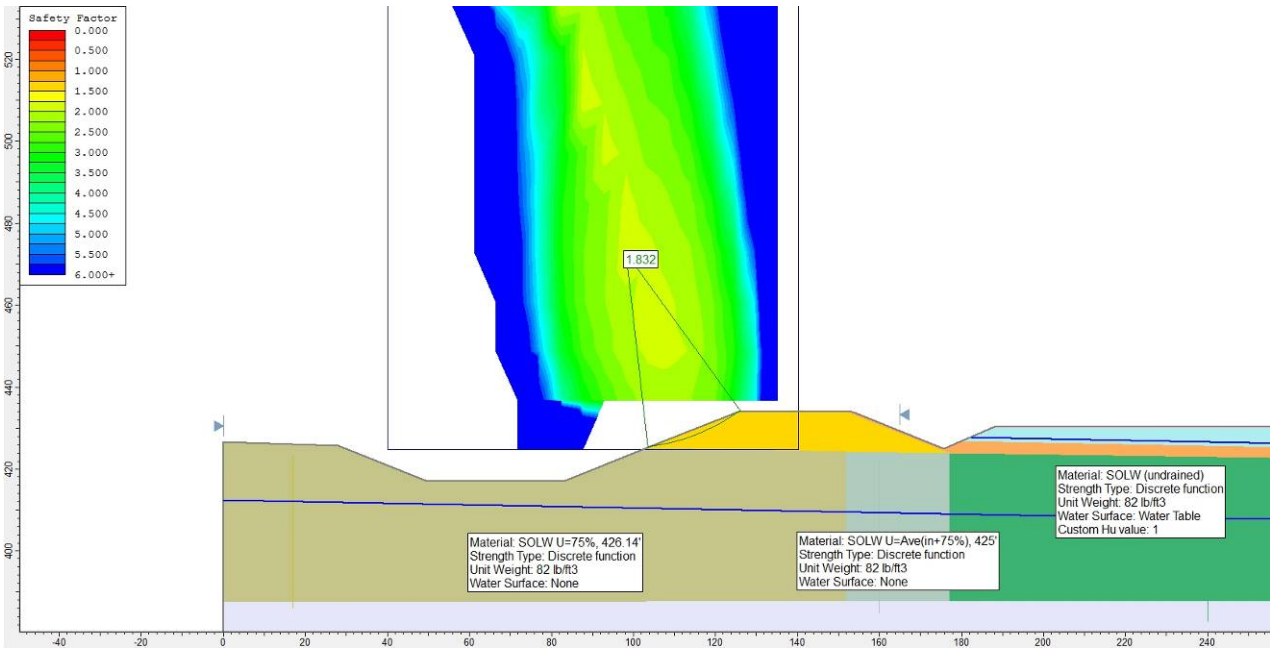 Safety Factor
0.000
0.500
1.000
1.500
2.000
2.500
3.000
3.500
4.000
4.500
5.000
5.500
6.000+
520
500
480
460
440
420
400
1.832
Material: SOLW U=75%, 426.14'
Strength Type: Discrete function
Unit Weight: 82 lb/ft3
Water Surface: None
Material: SOLW U=Ave(in+75%), 425'
Strength Type: Discrete function
Unit Weight: 82 lb/ft3
Water Surface: None
Material: SOLW (undrained)
Strength Type: Discrete function
Unit Weight: 82 lb/ft3
Water Surface: Water Table
Custom Hu value: 1
-40 -20 0 20 40 60 80 100 120 140 160 180 200 220 240